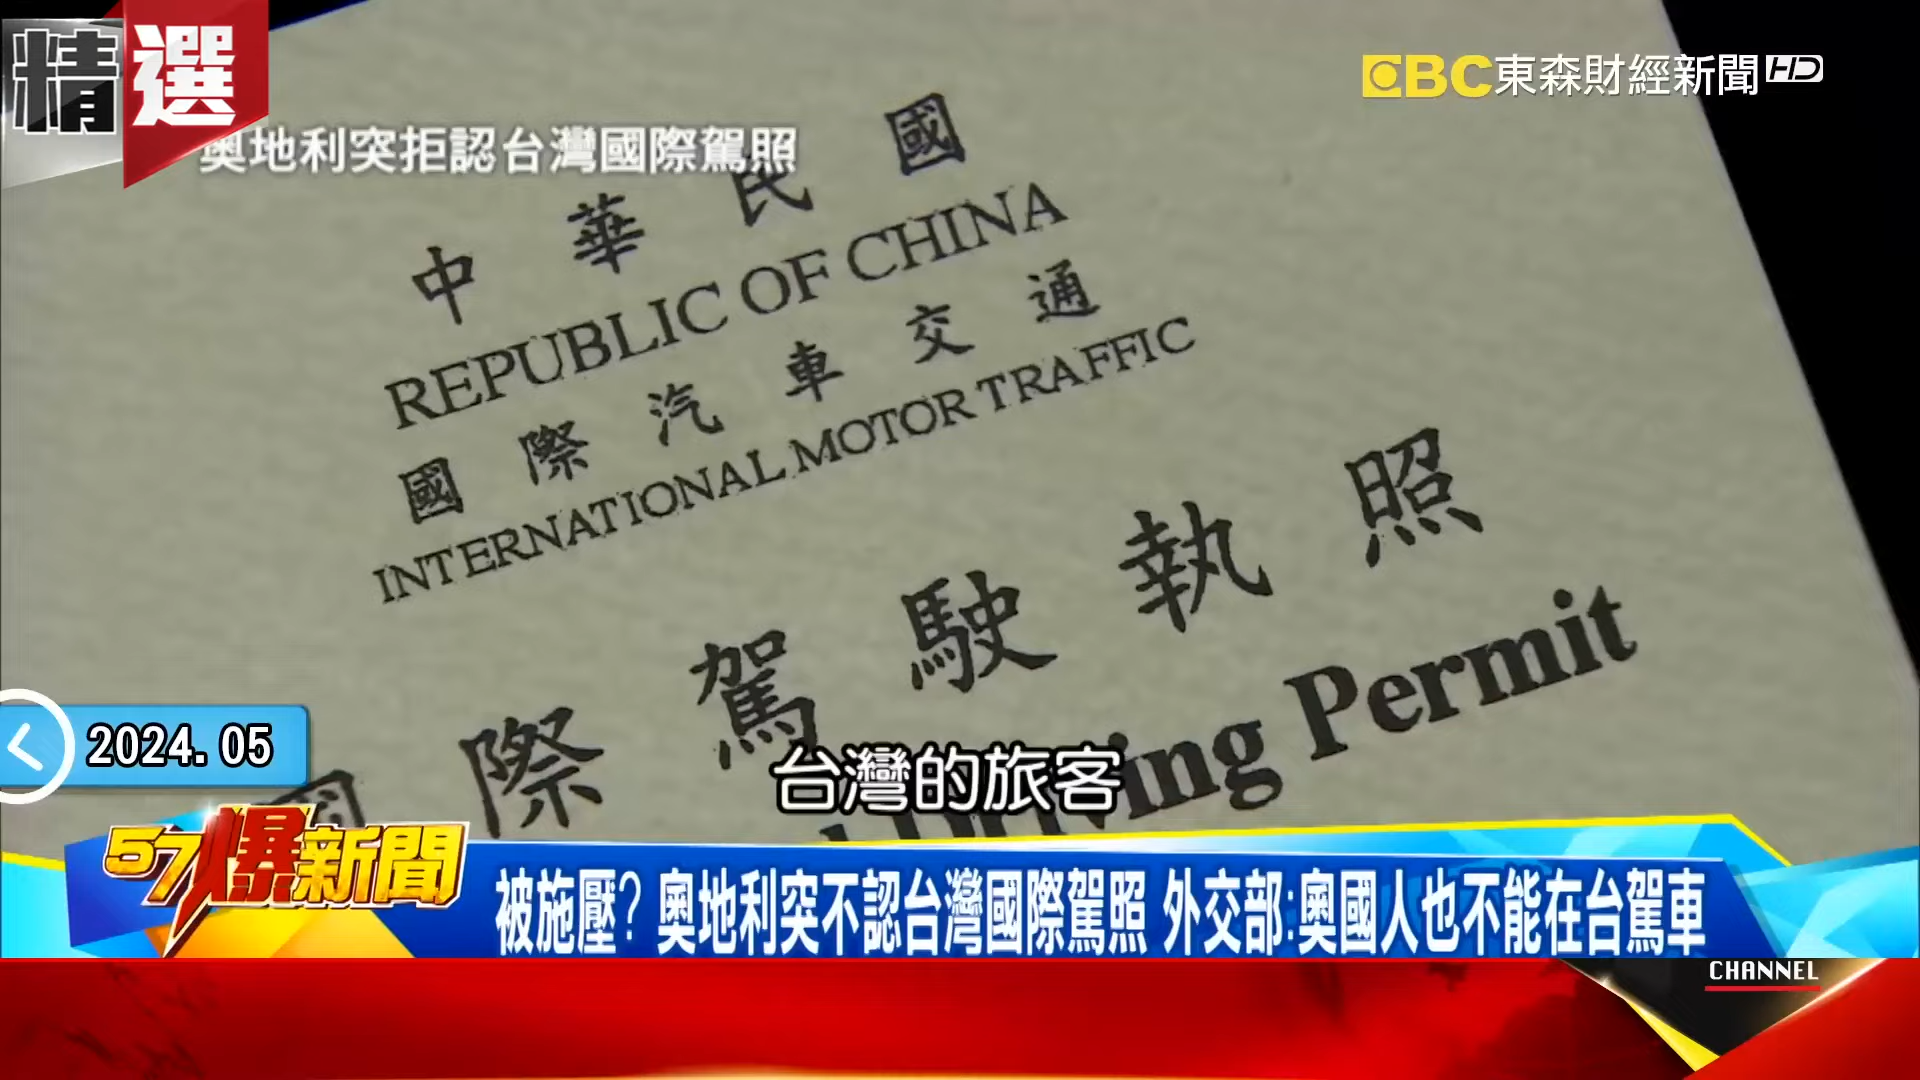 精選
EBC東森財經新聞HD
奧地利突拒認台灣國際駕照
中華民國
REPUBLIC OF CHINA
國際汽車交通
INTERNATIONAL MOTOR TRAFFIC
國際駕駛執照
Driving Permit
2024.05
台灣的旅客
57爆新聞
被施壓? 奧地利突不認台灣國際駕照 外交部:奧國人也不能在台駕車
CHANNEL